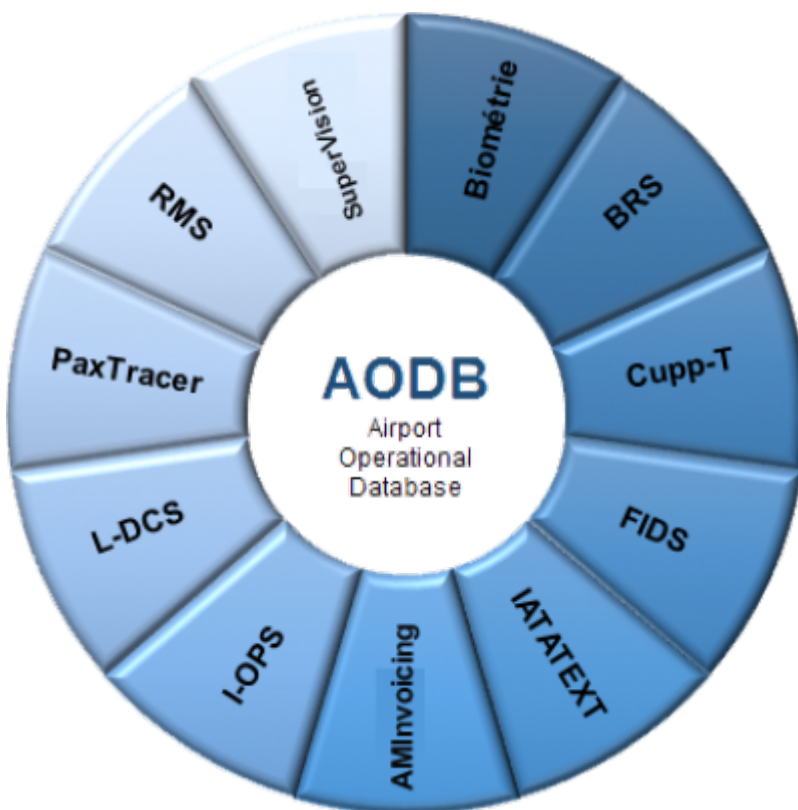 AODB
Airport
Operational
Database
Biométrie
BRS
Cupp-T
FIDS
IATATEXT
AMInvoicing
I-OPS
L-DCS
PaxTracer
RMS
SuperVision